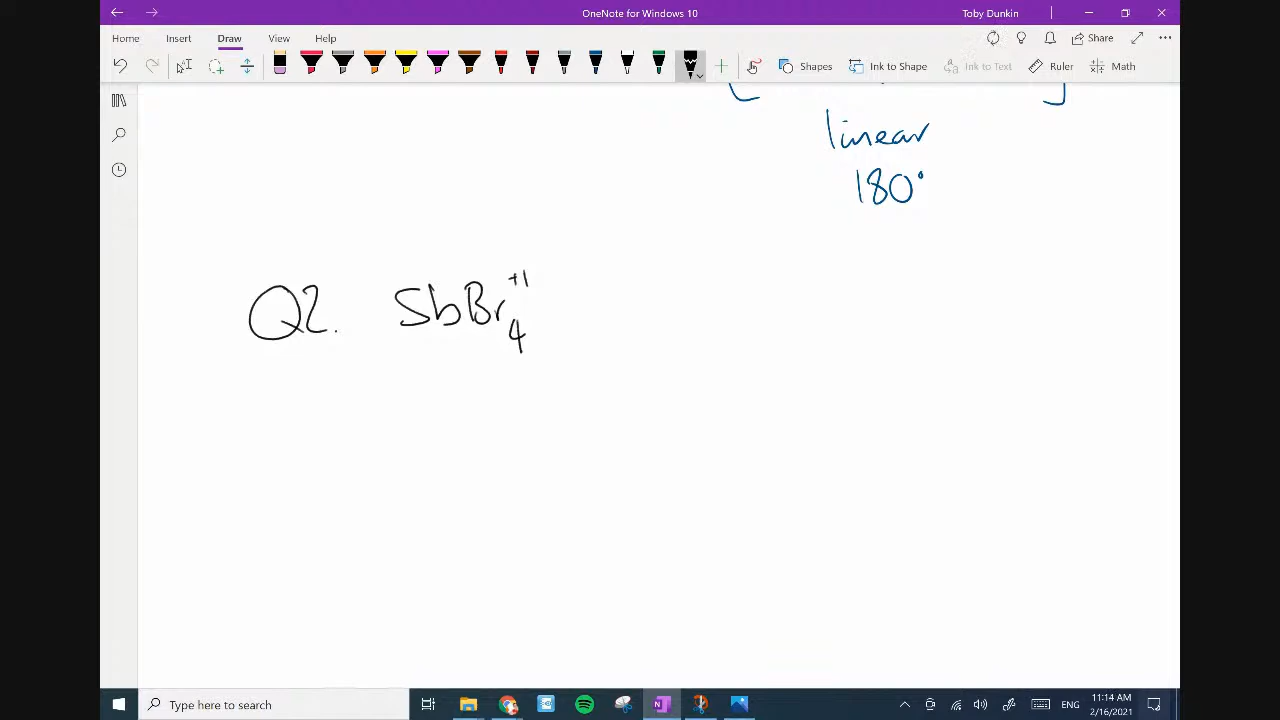 OneNote for Windows 10
Toby Dunkin
Home Insert Draw View Help
Share
Shapes Ink to Shape Ink to Text Ruler Math
linear
180°
Q2. SbBr₄⁺¹
Type here to search
ENG
11:14 AM
2/16/2021